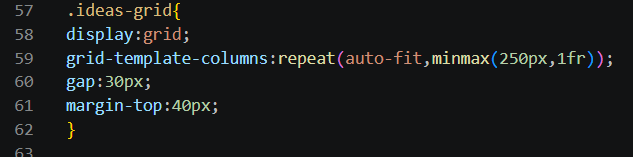 57 .ideas-grid{
58 display:grid;
59 grid-template-columns:repeat(auto-fit,minmax(250px,1fr));
60 gap:30px;
61 margin-top:40px;
62 }
63